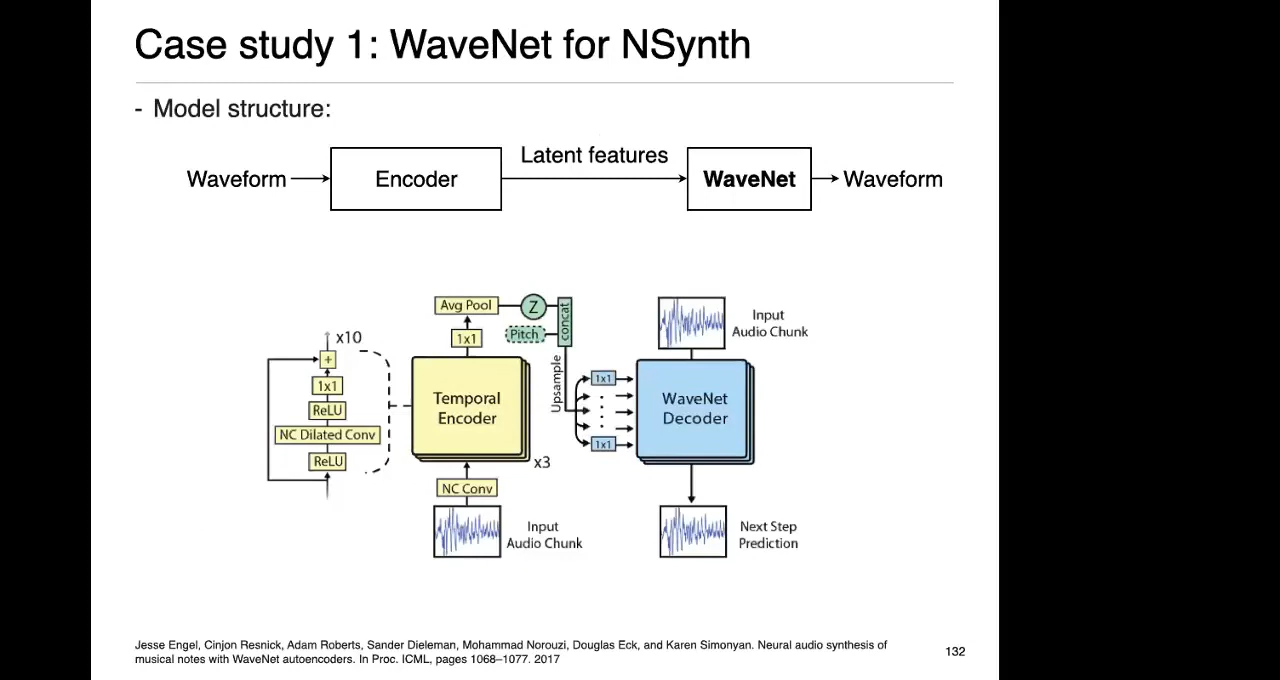 Case study 1: WaveNet for NSynth
- Model structure:
Waveform
Encoder
Latent features
WaveNet
Waveform
x10
+
1x1
ReLU
NC Dilated Conv
ReLU
Avg Pool
Z
concat
Pitch
1x1
Temporal
Encoder
x3
NC Conv
Input
Audio Chunk
Upsample
1x1
1x1
Input
Audio Chunk
WaveNet
Decoder
Next Step
Prediction
Jesse Engel, Cinjon Resnick, Adam Roberts, Sander Dieleman, Mohammad Norouzi, Douglas Eck, and Karen Simonyan. Neural audio synthesis of
musical notes with WaveNet autoencoders. In Proc. ICML, pages 1068–1077. 2017
132